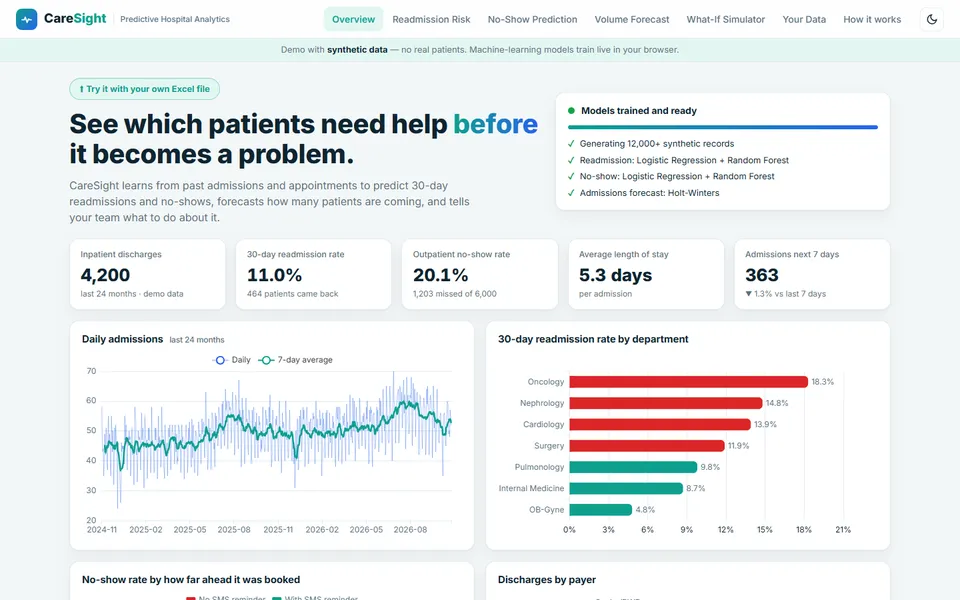 CareSight Predictive Hospital Analytics Overview Readmission Risk No-Show Prediction Volume Forecast What-If Simulator Your Data How it works
Demo with synthetic data — no real patients. Machine-learning models train live in your browser.
⬆ Try it with your own Excel file
See which patients need help before
it becomes a problem.
CareSight learns from past admissions and appointments to predict 30-day
readmissions and no-shows, forecasts how many patients are coming, and tells
your team what to do about it.
Models trained and ready
✓ Generating 12,000+ synthetic records
✓ Readmission: Logistic Regression + Random Forest
✓ No-show: Logistic Regression + Random Forest
✓ Admissions forecast: Holt-Winters
Inpatient discharges
4,200
last 24 months · demo data
30-day readmission rate
11.0%
464 patients came back
Outpatient no-show rate
20.1%
1,203 missed of 6,000
Average length of stay
5.3 days
per admission
Admissions next 7 days
363
▼ 1.3% vs last 7 days
Daily admissions last 24 months
Daily 7-day average
70
60
50
40
30
20
2024-11 2025-02 2025-05 2025-08 2025-11 2026-02 2026-05 2026-08
30-day readmission rate by department
Oncology 18.3%
Nephrology 14.8%
Cardiology 13.9%
Surgery 11.9%
Pulmonology 9.8%
Internal Medicine 8.7%
OB-Gyne 4.8%
0% 3% 6% 9% 12% 15% 18% 21%
No-show rate by how far ahead it was booked
No SMS reminder With SMS reminder
Discharges by payer